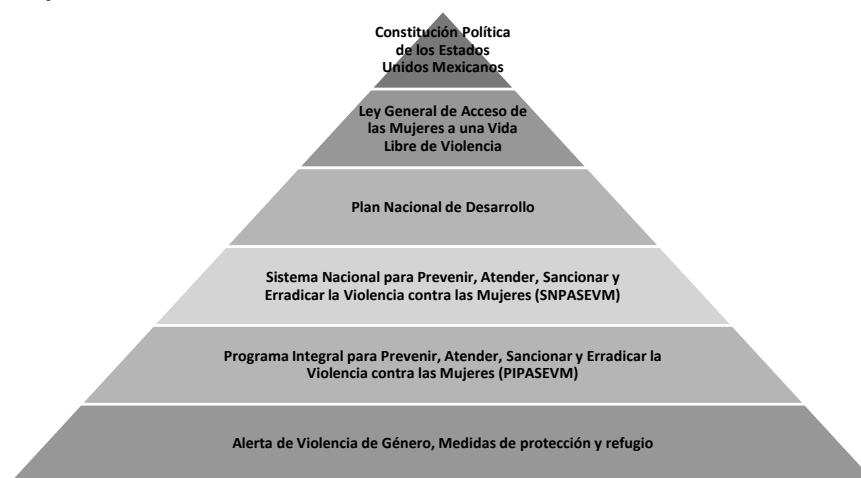 Constitución Política
de los Estados
Unidos Mexicanos
Ley General de Acceso de
las Mujeres a una Vida
Libre de Violencia
Plan Nacional de Desarrollo
Sistema Nacional para Prevenir, Atender, Sancionar y
Erradicar la Violencia contra las Mujeres (SNPASEVM)
Programa Integral para Prevenir, Atender, Sancionar y Erradicar la
Violencia contra las Mujeres (PIPASEVM)
Alerta de Violencia de Género, Medidas de protección y refugio